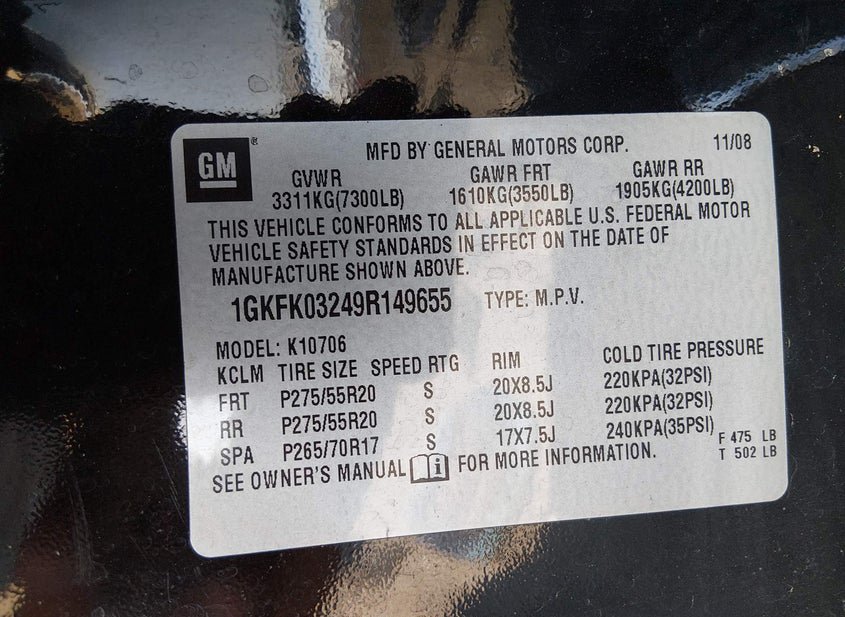 GM ® MFD BY GENERAL MOTORS CORP. 11/08
GVWR GAWR FRT GAWR RR
3311KG(7300LB) 1610KG(3550LB) 1905KG(4200LB)
THIS VEHICLE CONFORMS TO ALL APPLICABLE U.S. FEDERAL MOTOR
VEHICLE SAFETY STANDARDS IN EFFECT ON THE DATE OF
MANUFACTURE SHOWN ABOVE.
1GKFK03249R149655 TYPE: M.P.V.
MODEL: K10706
KCLM TIRE SIZE SPEED RTG RIM COLD TIRE PRESSURE
FRT P275/55R20 S 20X8.5J 220KPA(32PSI)
RR P275/55R20 S 20X8.5J 220KPA(32PSI)
SPA P265/70R17 S 17X7.5J 240KPA(35PSI)
SEE OWNER'S MANUAL i FOR MORE INFORMATION.
F 475 LB
T 502 LB